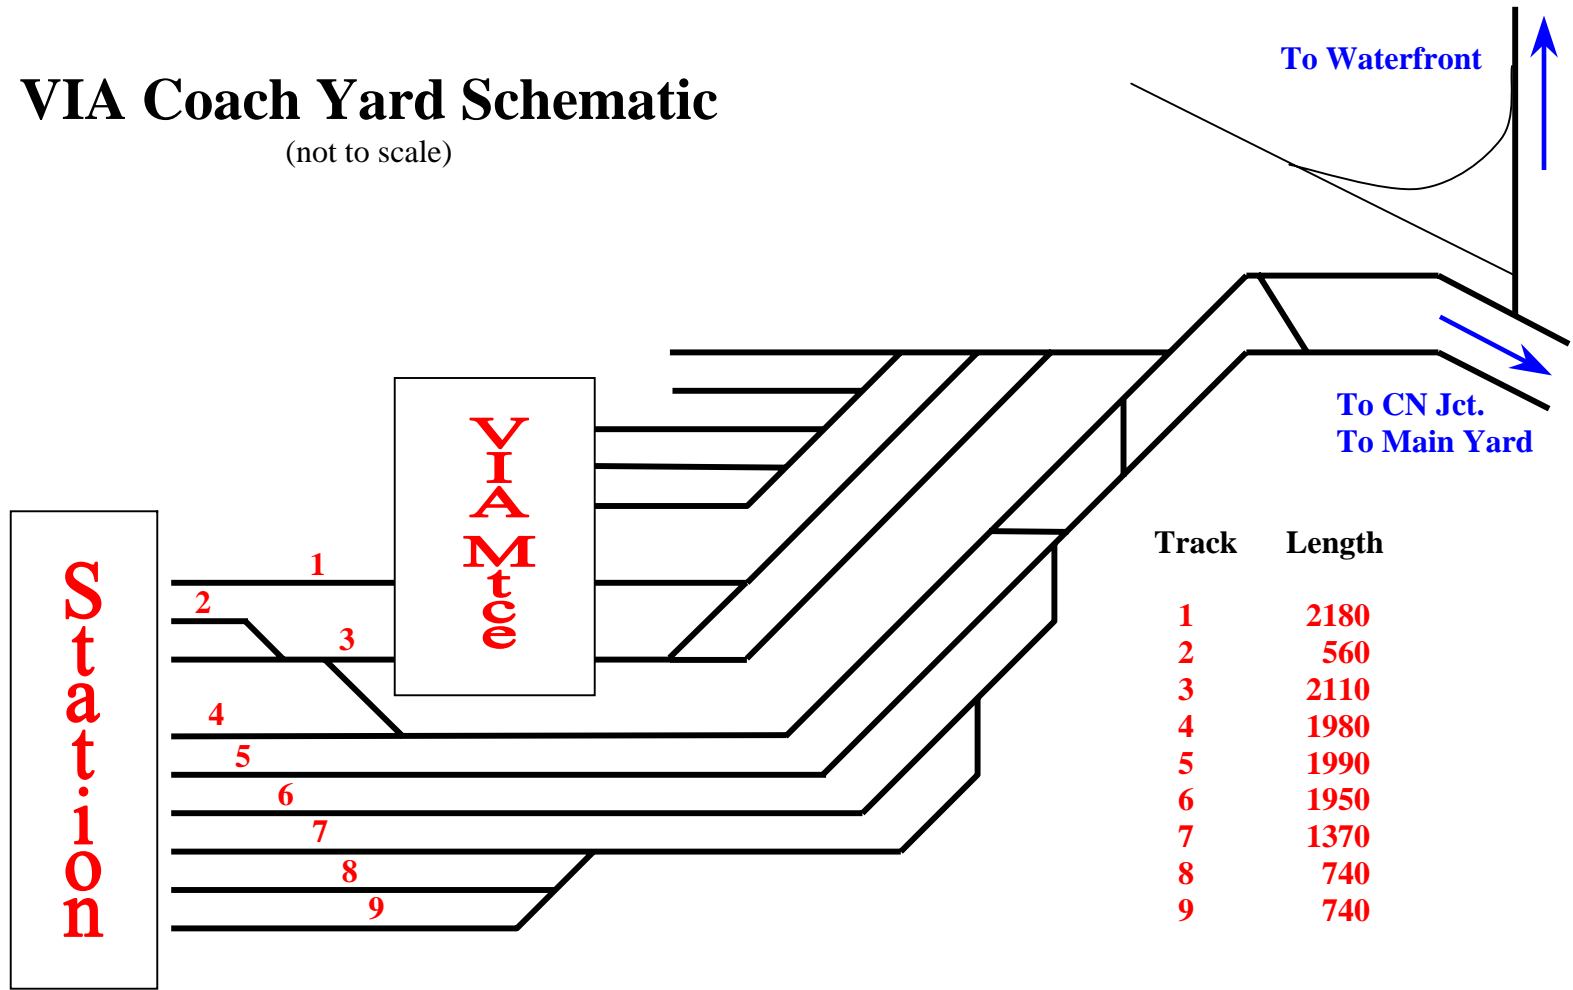 VIA Coach Yard Schematic
(not to scale)
To Waterfront
To CN Jct.
To Main Yard
VIA Mtce
Station
1
2
3
4
5
6
7
8
9
Track Length
1 2180
2 560
3 2110
4 1980
5 1990
6 1950
7 1370
8 740
9 740